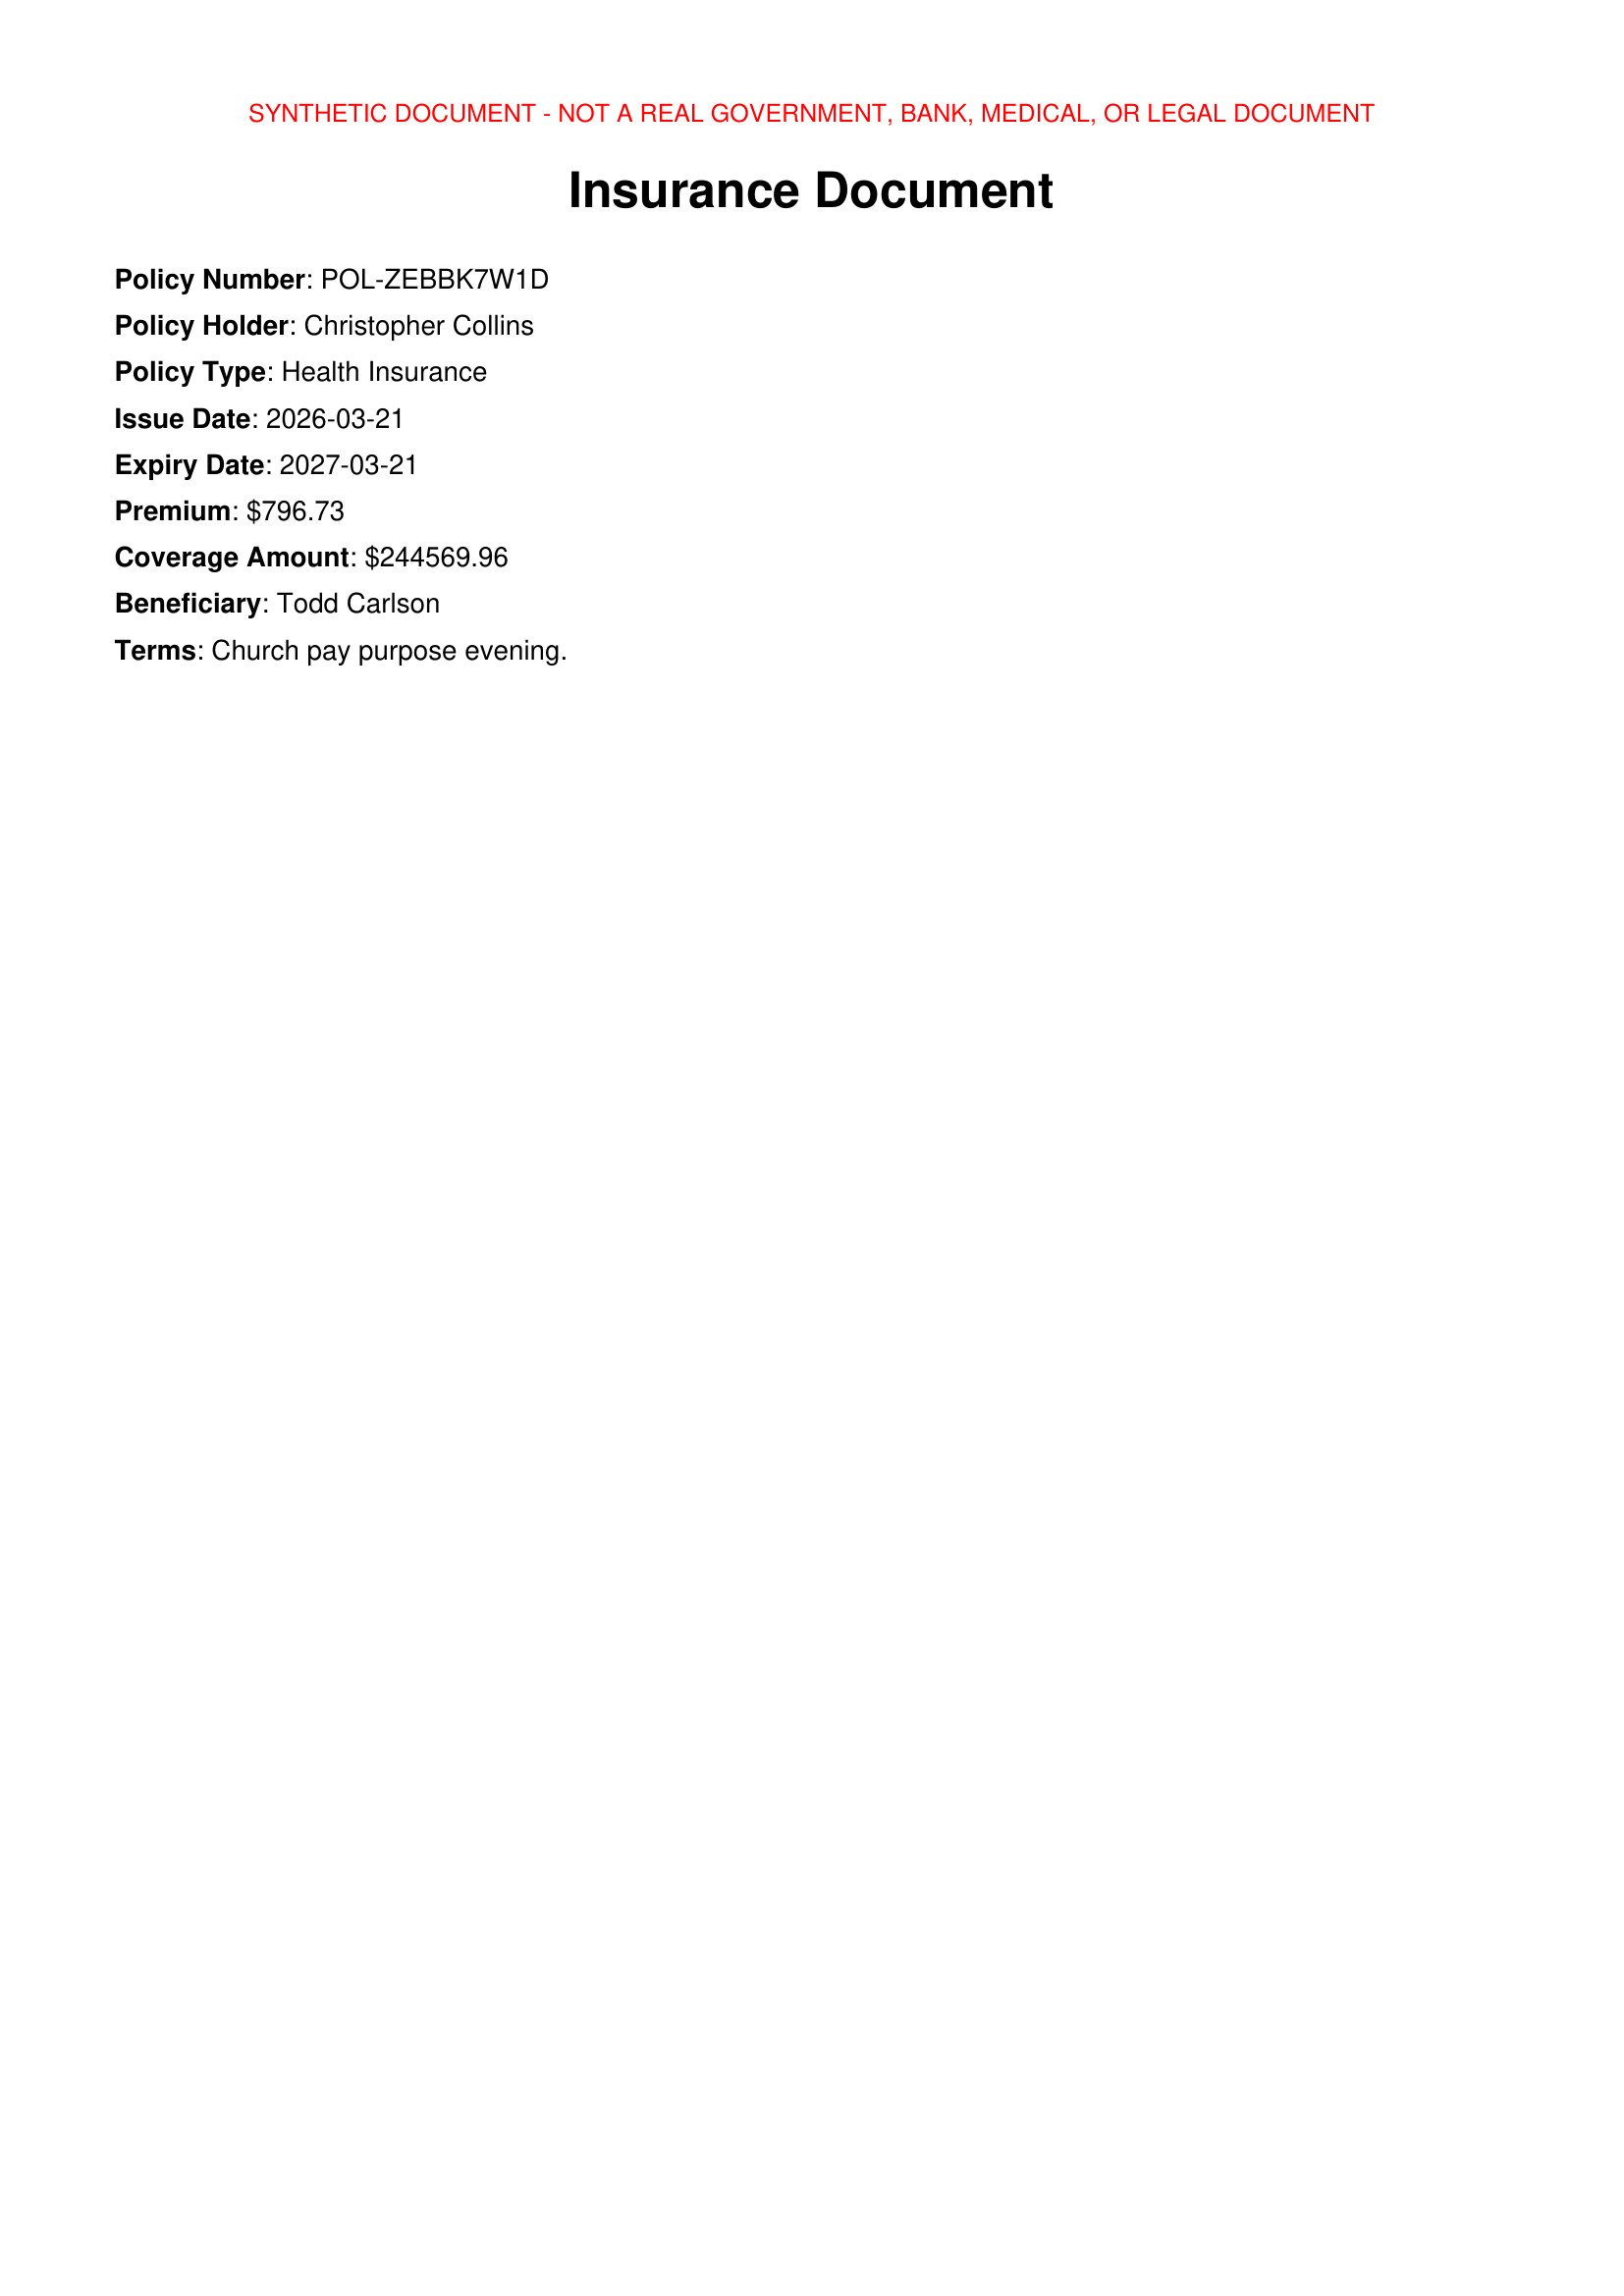 SYNTHETIC DOCUMENT - NOT A REAL GOVERNMENT, BANK, MEDICAL, OR LEGAL DOCUMENT
Insurance Document
Policy Number: POL-ZEBBK7W1D
Policy Holder: Christopher Collins
Policy Type: Health Insurance
Issue Date: 2026-03-21
Expiry Date: 2027-03-21
Premium: $796.73
Coverage Amount: $244569.96
Beneficiary: Todd Carlson
Terms: Church pay purpose evening.